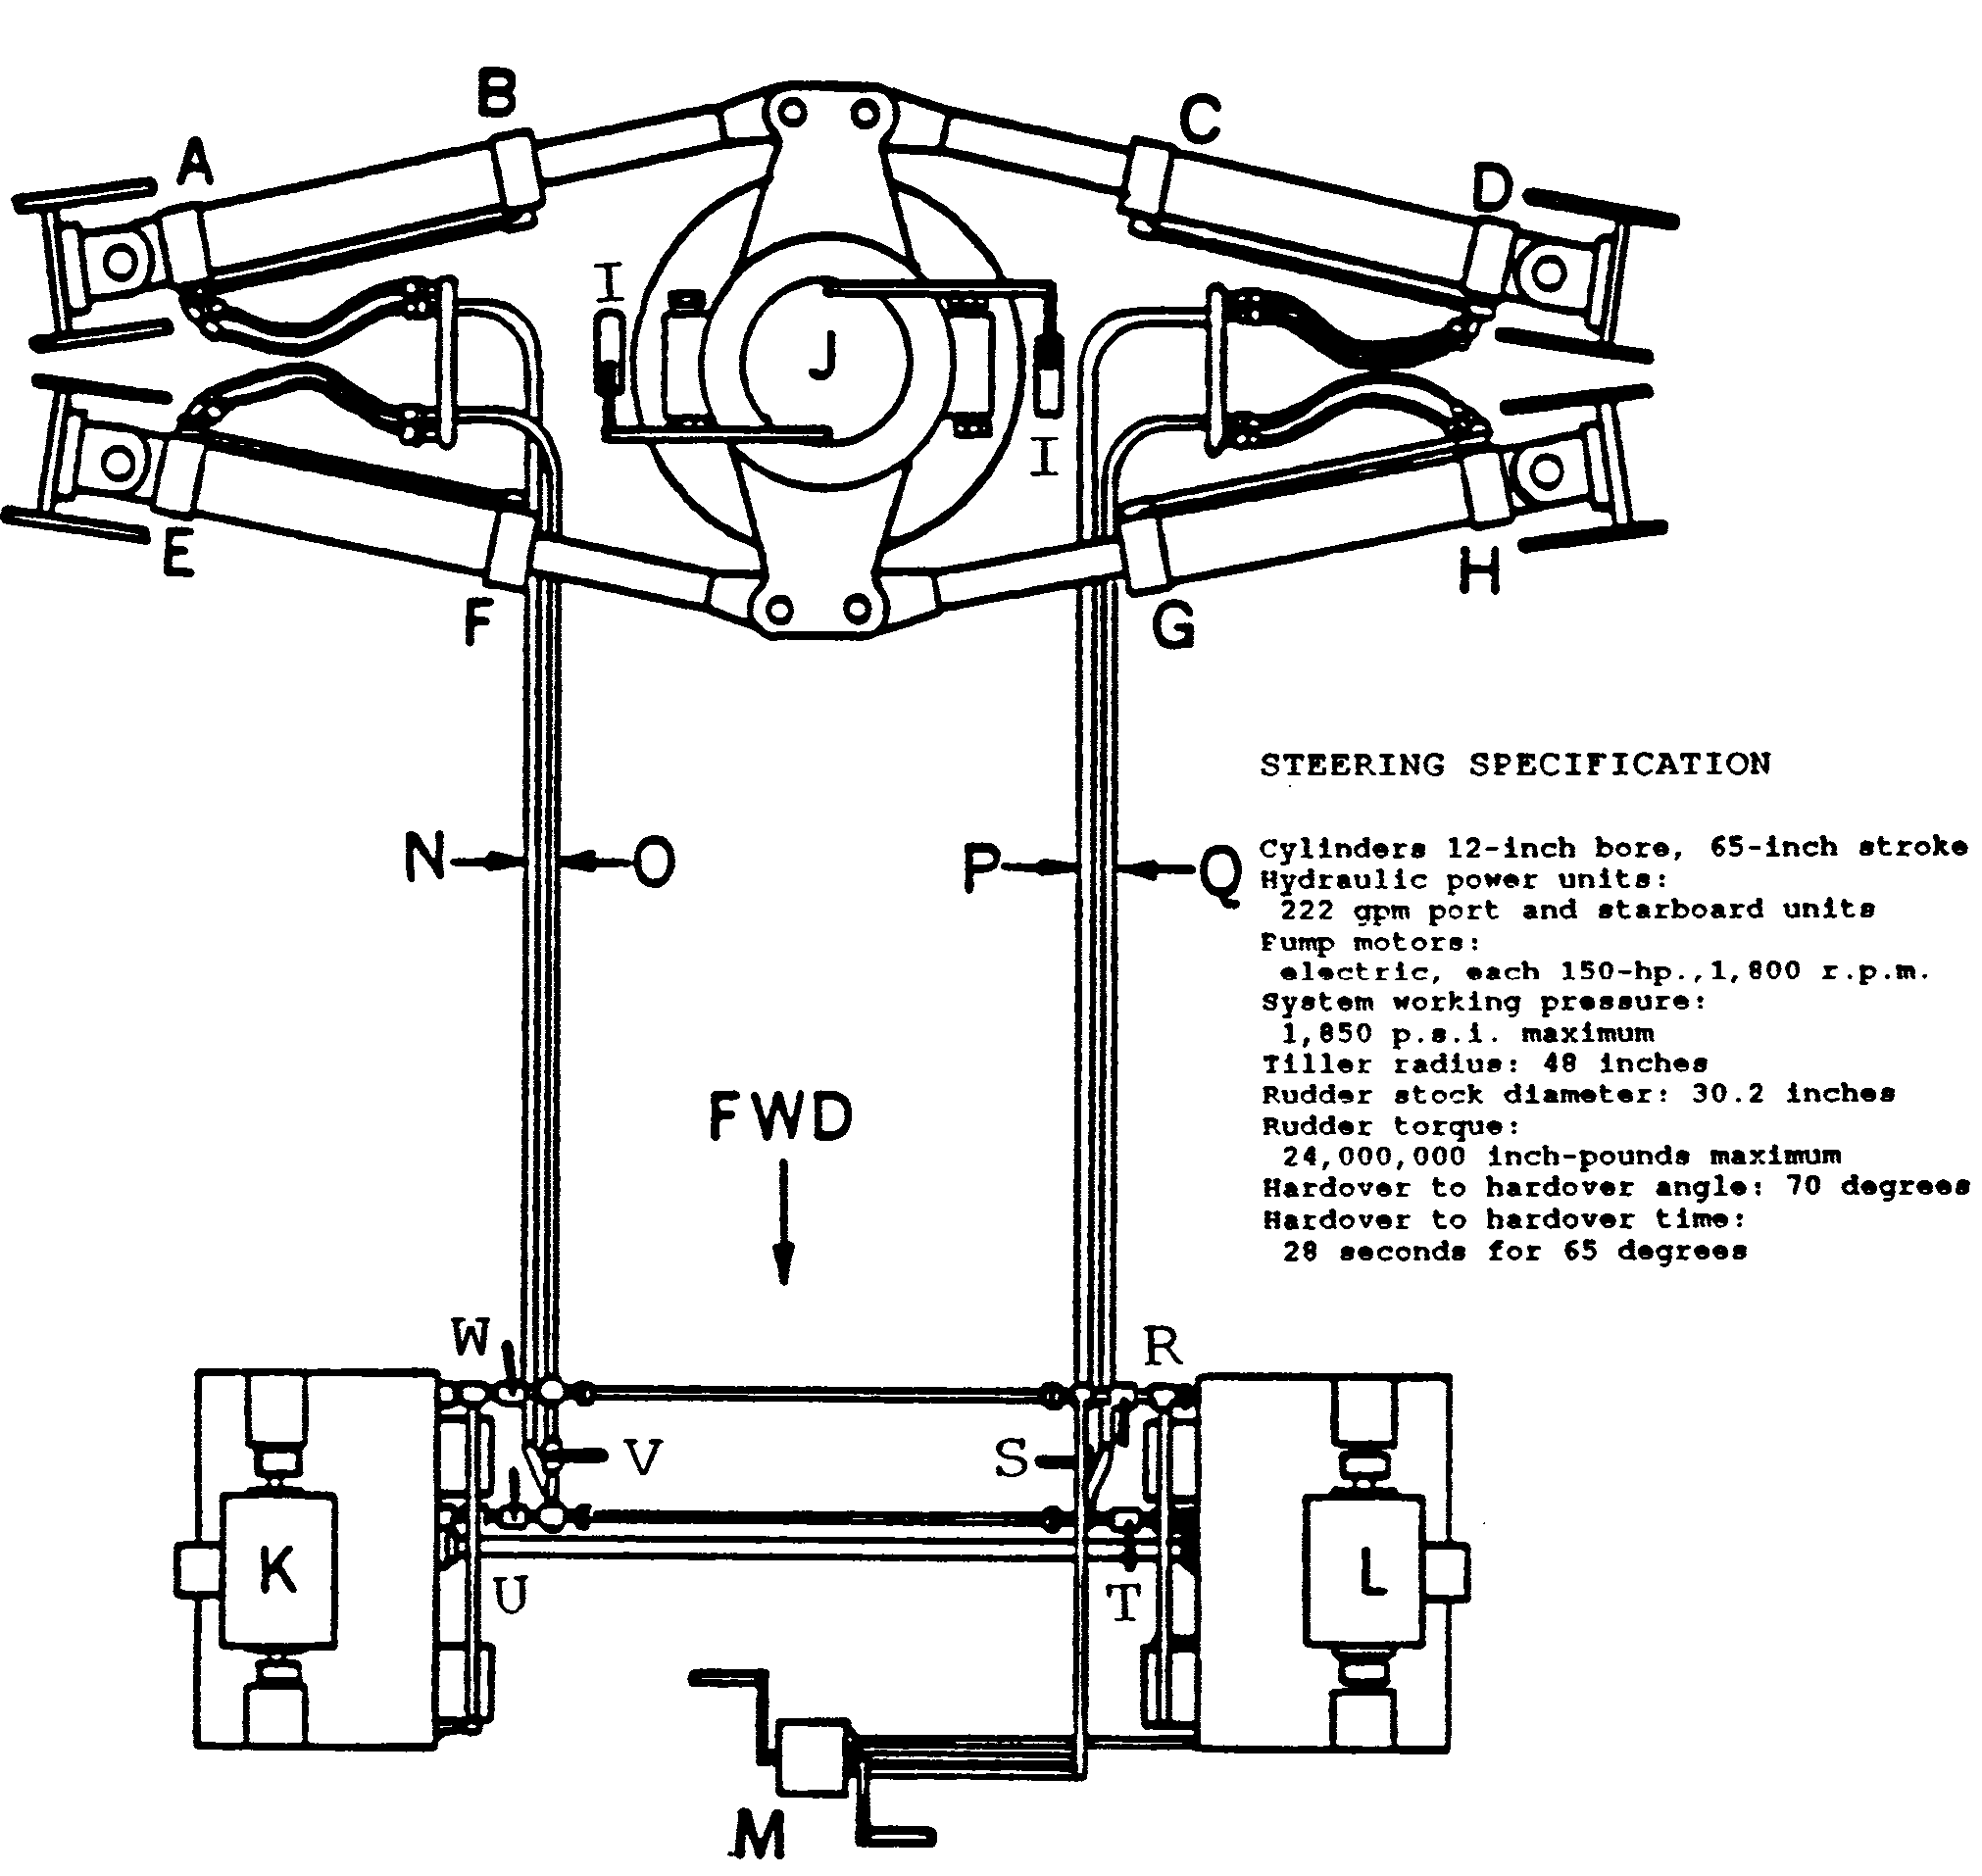 B
C
A
D
I
J
I
E
H
F
G
STEERING SPECIFICATION
N
O
P
Q
Cylinders 12-inch bore, 65-inch stroke
Hydraulic power units:
222 gpm port and starboard units
Pump motors:
electric, each 150-hp.,1,800 r.p.m.
System working pressure:
1,850 p.s.i. maximum
Tiller radius: 48 inches
Rudder stock diameter: 30.2 inches
Rudder torque:
24,000,000 inch-pounds maximum
Hardover to hardover angle: 70 degrees
Hardover to hardover time:
28 seconds for 65 degrees
FWD
W
R
V
S
K
L
U
T
M